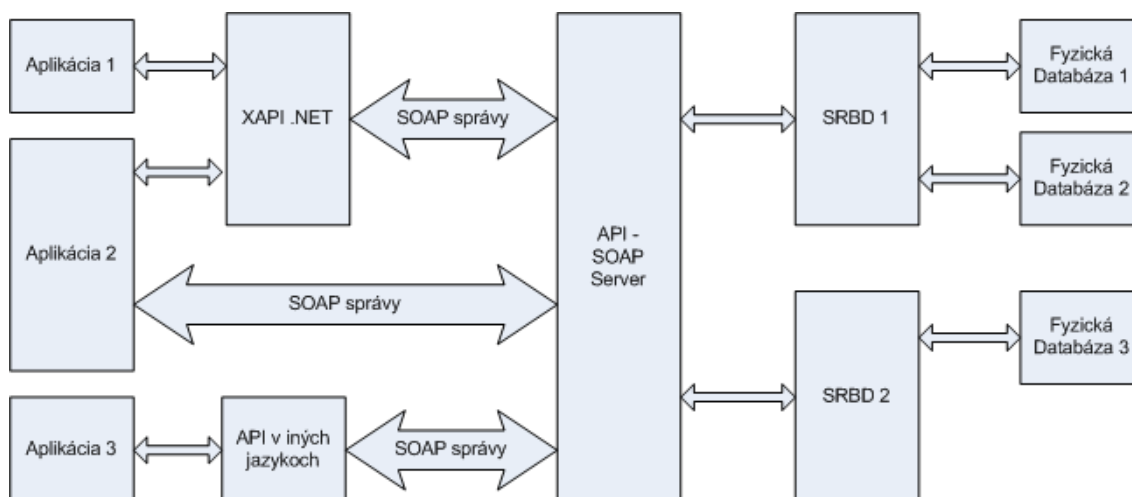 Aplikácia 1
XAPI .NET
SOAP správy
SRBD 1
Fyzická
Databáza 1
Fyzická
Databáza 2
Aplikácia 2
SOAP správy
API -
SOAP
Server
Fyzická
Databáza 3
SRBD 2
Aplikácia 3
API v iných
jazykoch
SOAP správy